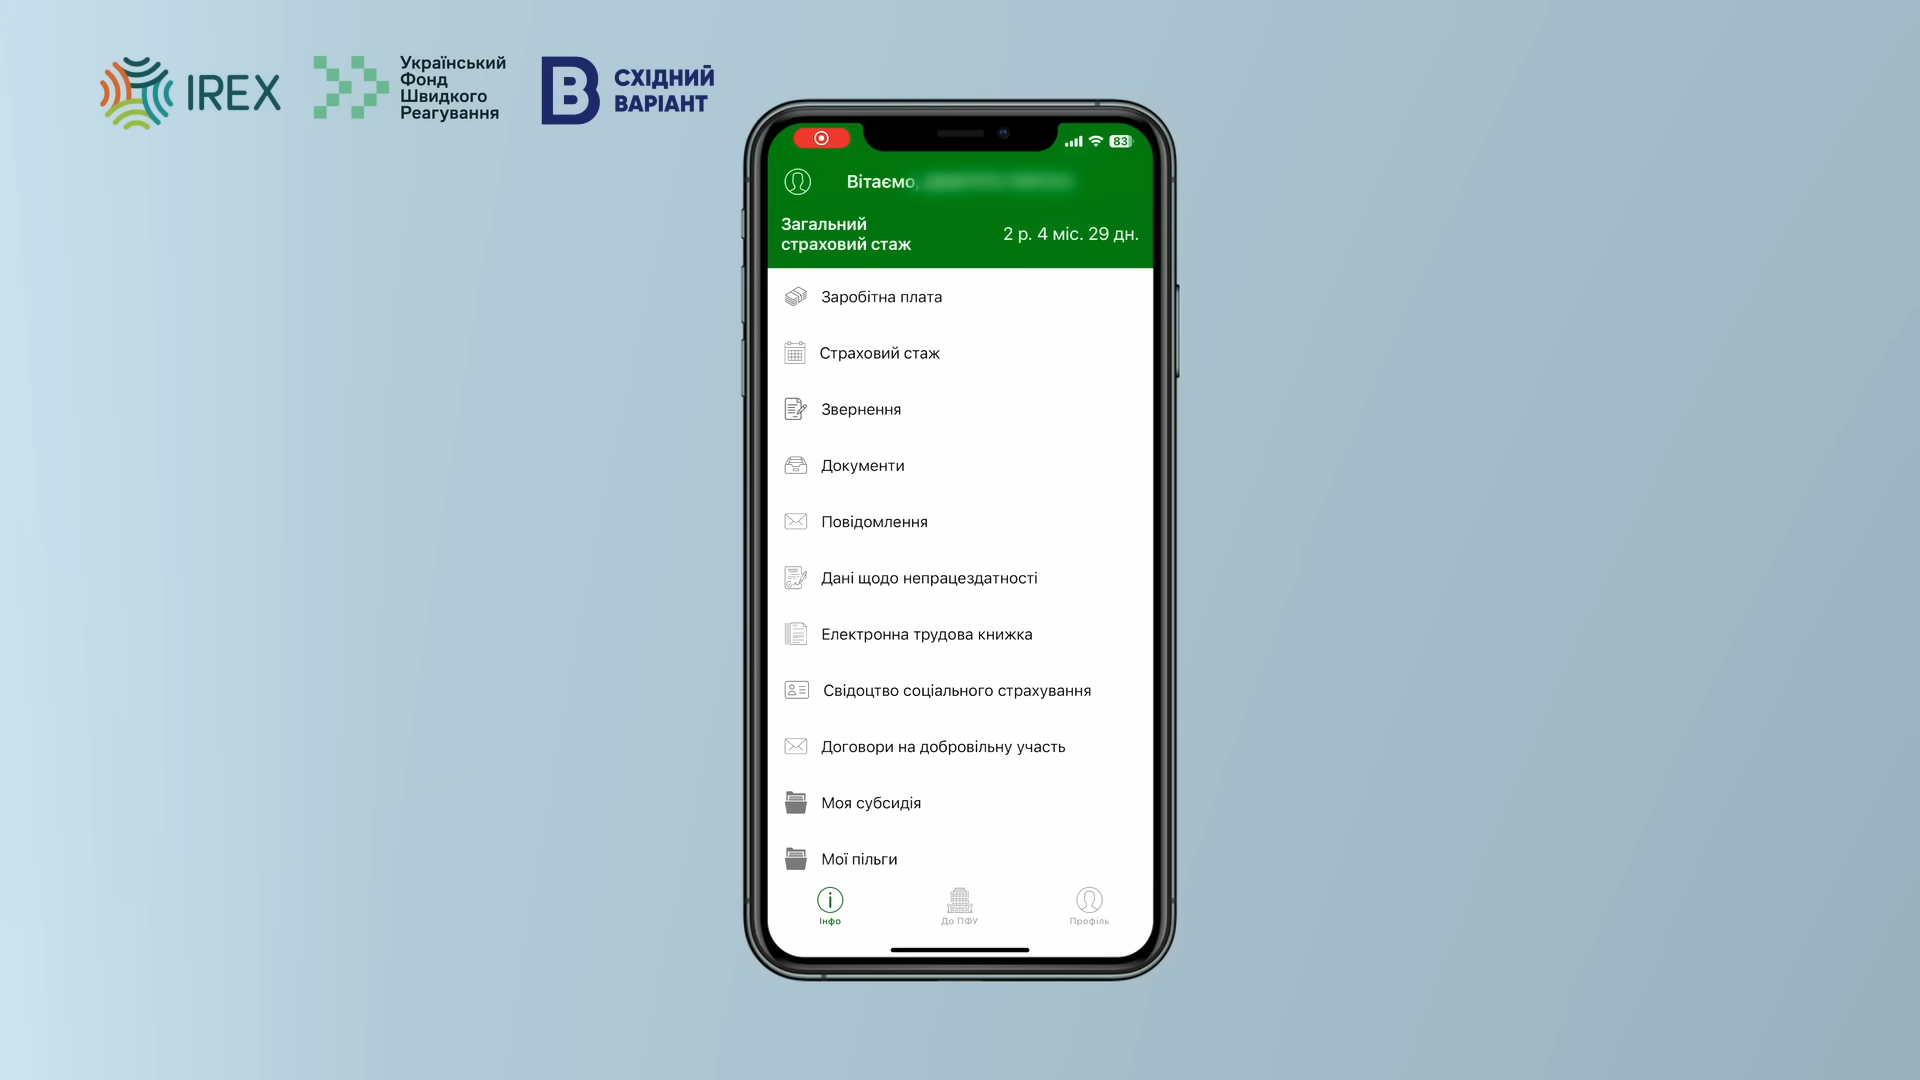 IREX
Український
Фонд
Швидкого
Реагування
В
СХІДНИЙ
ВАРІАНТ
83
Вітаємо,
Загальний
страховий стаж
2 р. 4 міс. 29 дн.
Заробітна плата
Страховий стаж
Звернення
Документи
Повідомлення
Дані щодо непрацездатності
Електронна трудова книжка
Свідоцтво соціального страхування
Договори на добровільну участь
Моя субсидія
Мої пільги
Інфо
До ПФУ
Профіль